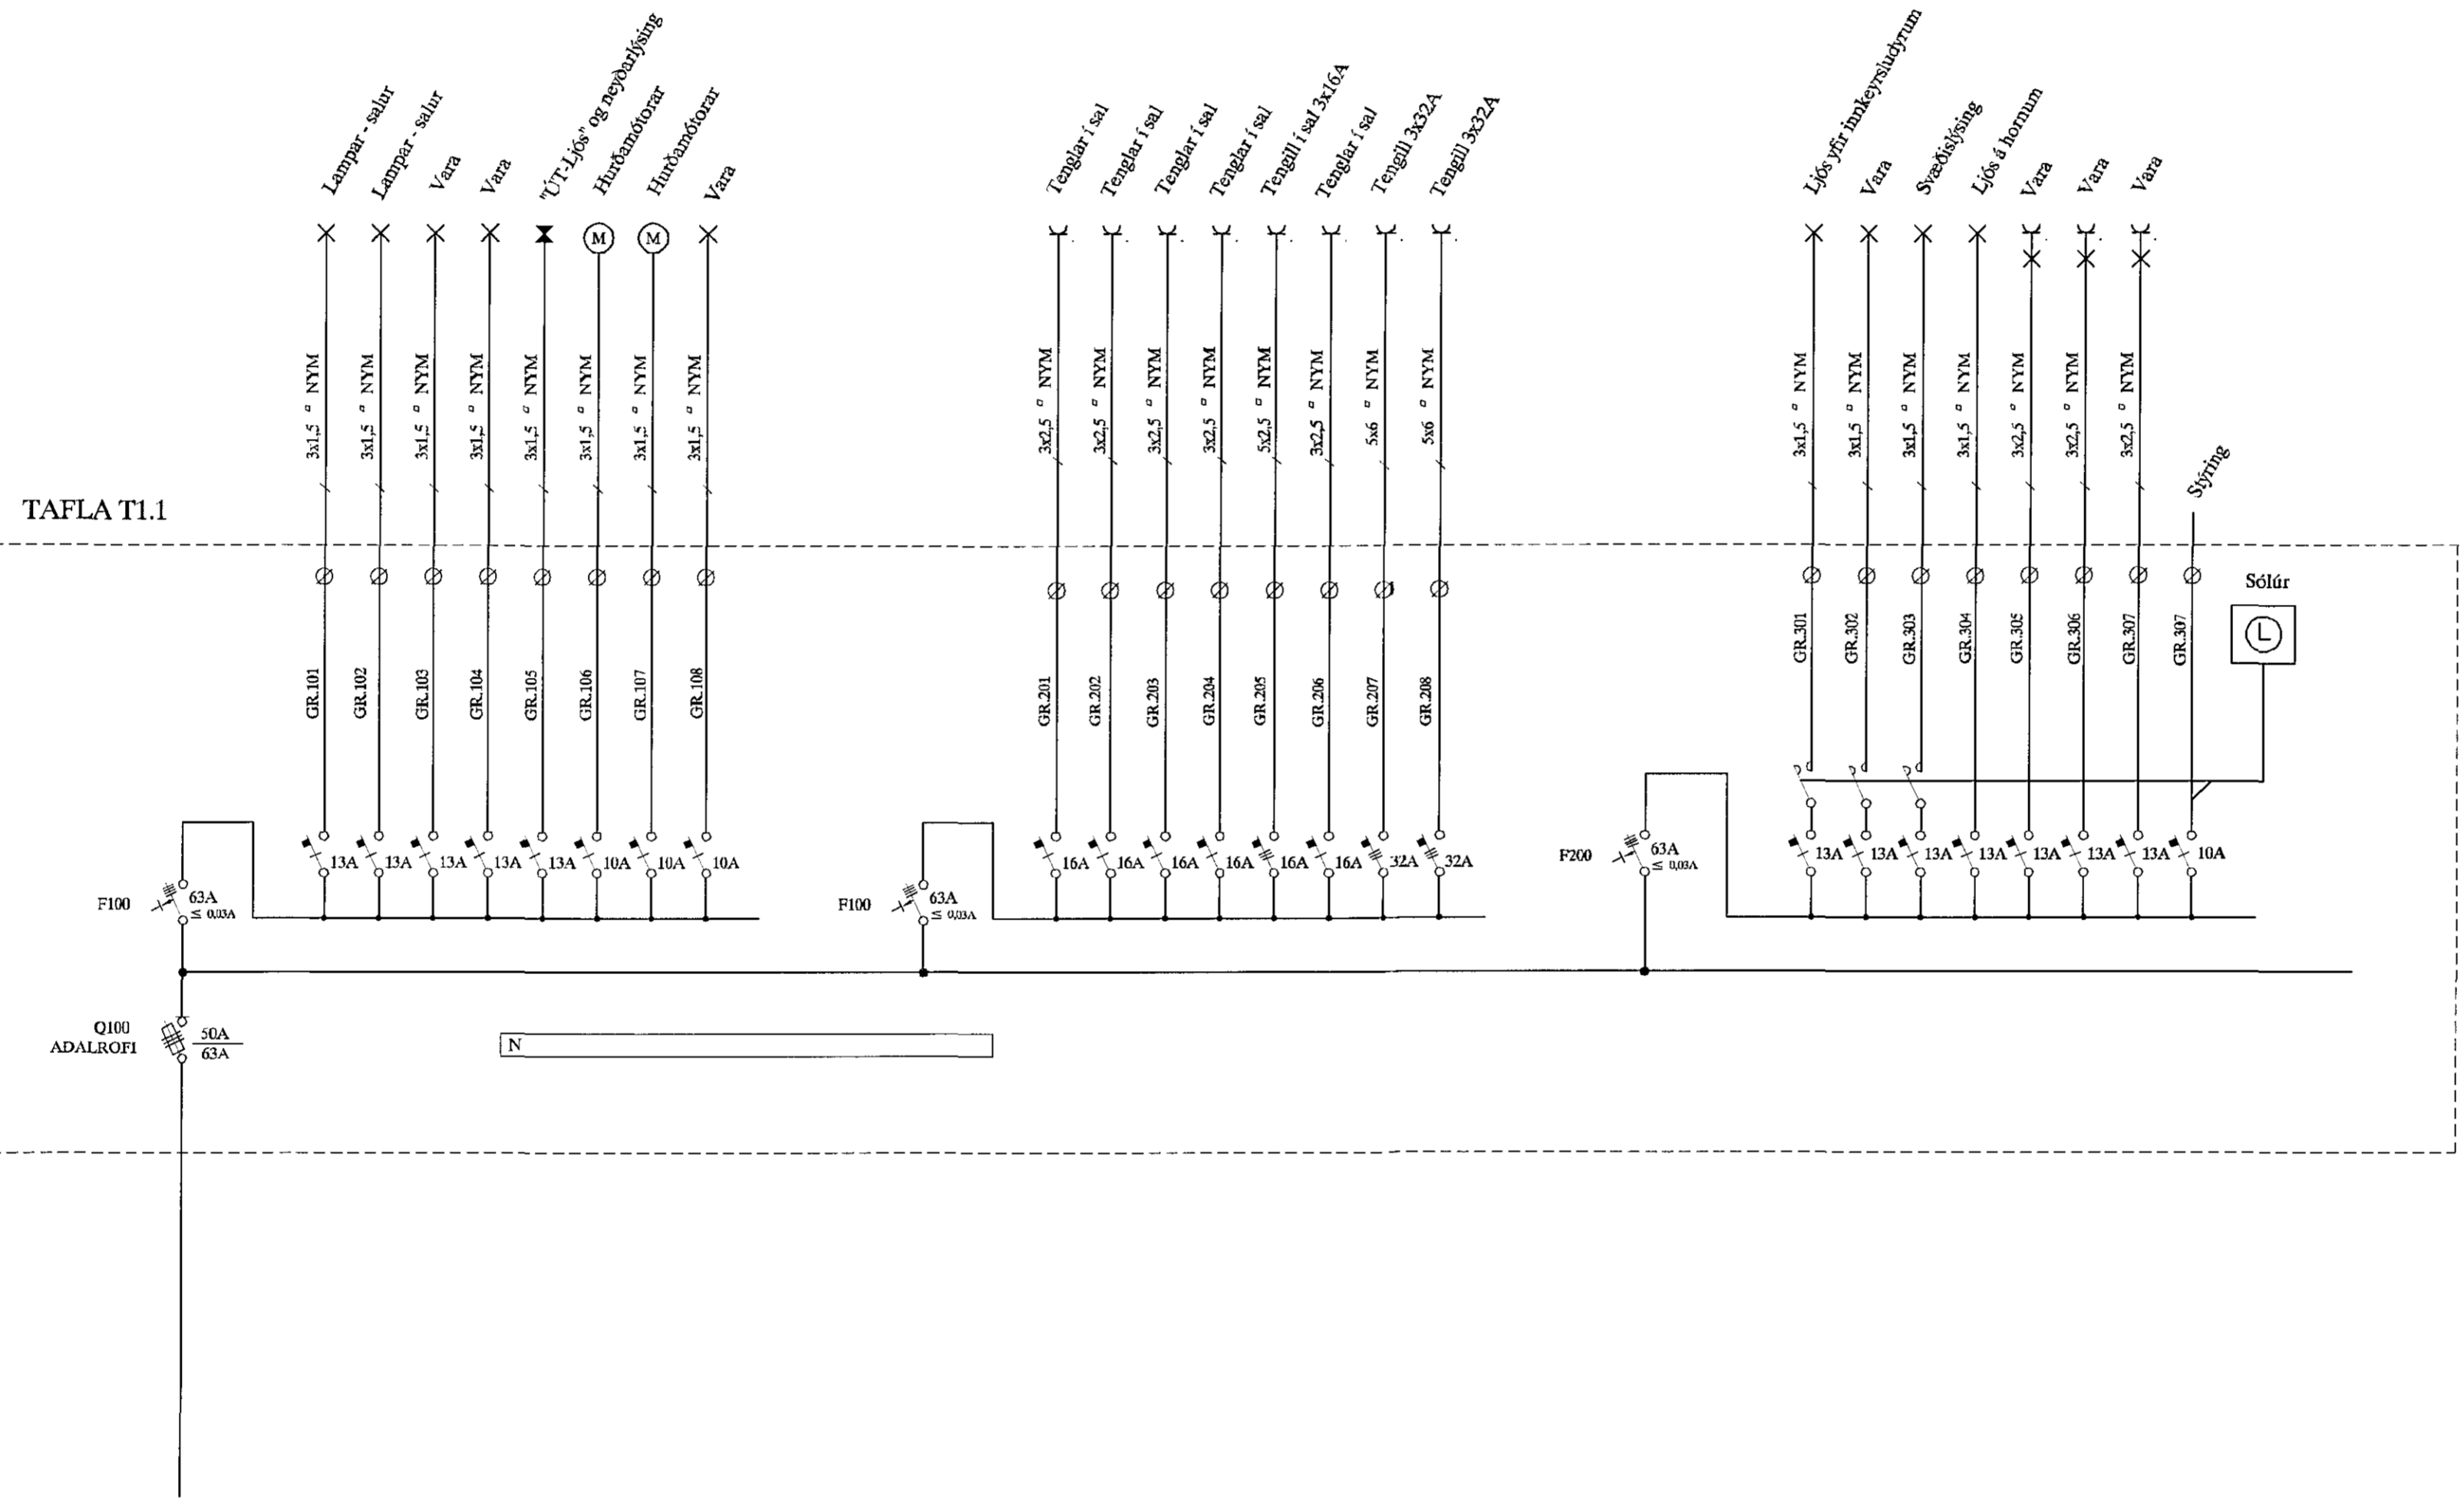 Lampar - salur
Lampar - salur
Vara
Vara
"ÚT-Ljós" og neyðarlýsing
Hurðamótorar
Hurðamótorar
Vara
Tenglar í sal
Tenglar í sal
Tenglar í sal
Tenglar í sal
Tengill í sal 3x16A
Tenglar í sal
Tengill 3x32A
Tengill 3x32A
Ljós yfir innkeyrsludyrum
Vara
Svæðislýsing
Ljós á hornum
Vara
Vara
Vara
M
M
3x1,5 ▫ NYM
3x1,5 ▫ NYM
3x1,5 ▫ NYM
3x1,5 ▫ NYM
3x1,5 ▫ NYM
3x1,5 ▫ NYM
3x1,5 ▫ NYM
3x1,5 ▫ NYM
3x2,5 ▫ NYM
3x2,5 ▫ NYM
3x2,5 ▫ NYM
3x2,5 ▫ NYM
5x2,5 ▫ NYM
3x2,5 ▫ NYM
5x6 ▫ NYM
5x6 ▫ NYM
3x1,5 ▫ NYM
3x1,5 ▫ NYM
3x1,5 ▫ NYM
3x1,5 ▫ NYM
3x2,5 ▫ NYM
3x2,5 ▫ NYM
3x2,5 ▫ NYM
Stýring
TAFLA T1.1
Sólúr
GR.101
GR.102
GR.103
GR.104
GR.105
GR.106
GR.107
GR.108
GR.201
GR.202
GR.203
GR.204
GR.205
GR.206
GR.207
GR.208
GR.301
GR.302
GR.303
GR.304
GR.305
GR.306
GR.307
GR.307
13A
13A
13A
13A
13A
10A
10A
10A
16A
16A
16A
16A
16A
16A
32A
32A
13A
13A
13A
13A
13A
13A
13A
10A
F100
63A
≤ 0,03A
F100
63A
≤ 0,03A
F200
63A
≤ 0,03A
Q100
ADALROFI
50A
63A
N